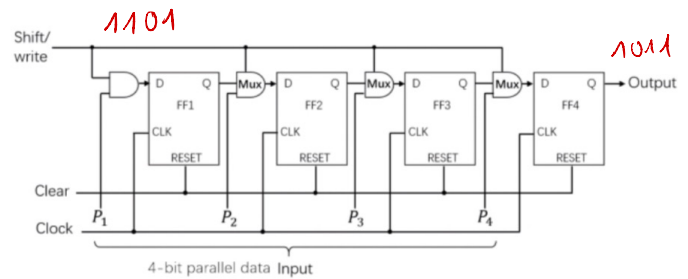 1101
Shift/
write
1011
D Q Mux D Q Mux D Q Mux D Q Output
FF1 FF2 FF3 FF4
CLK CLK CLK CLK
RESET RESET RESET RESET
Clear
P₁ P₂ P₃ P₄
Clock
4-bit parallel data Input